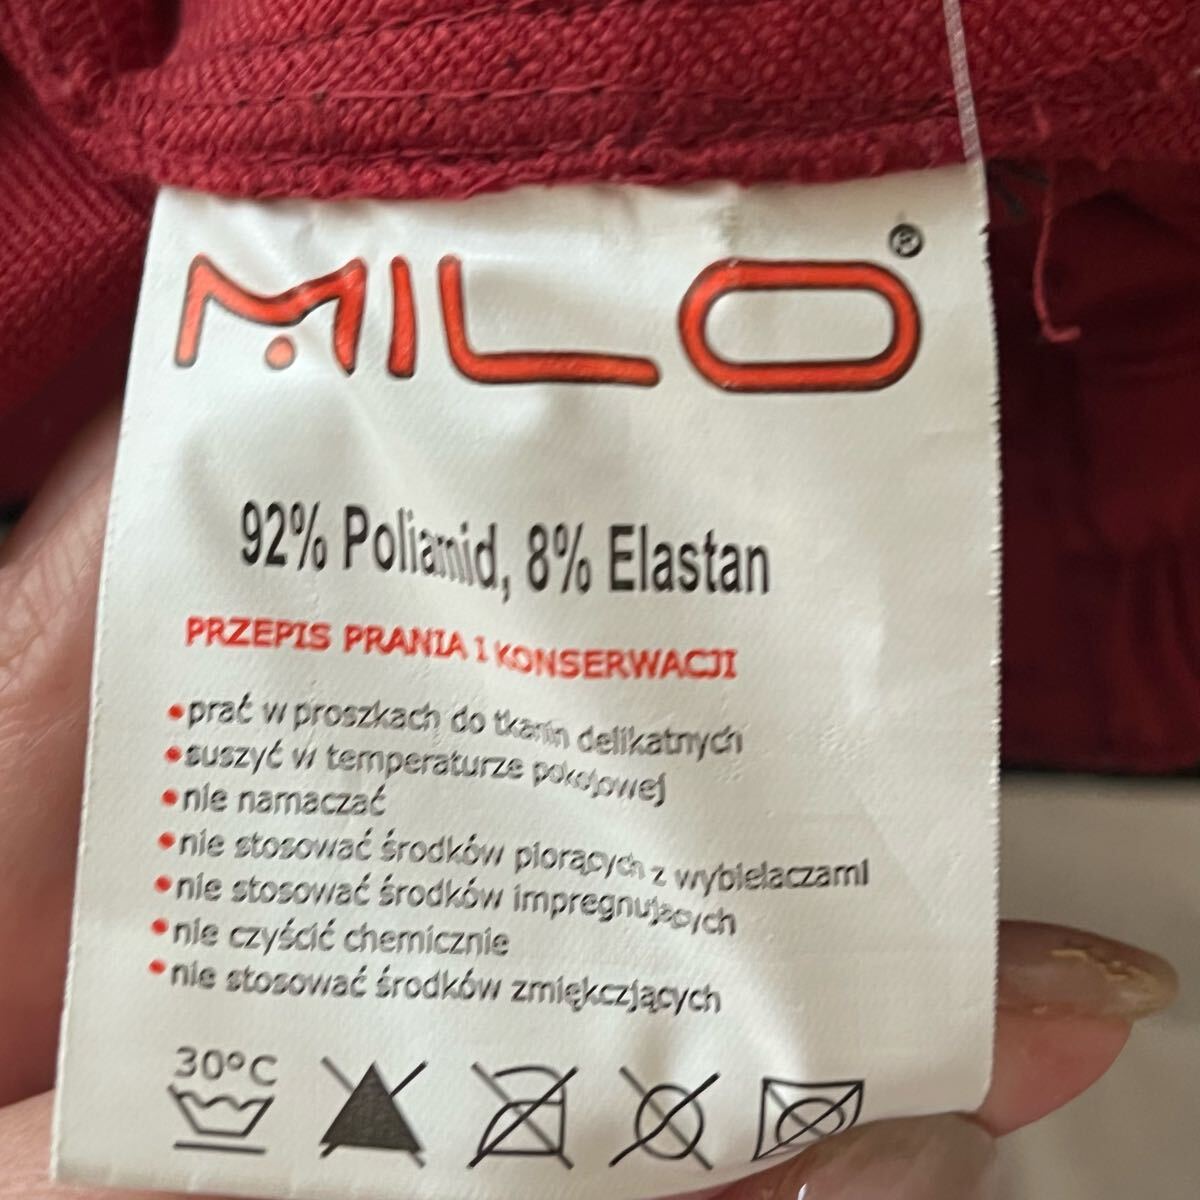 MILO®
92% Poliamid, 8% Elastan
PRZEPIS PRANIA I KONSERWACJI
•prać w proszkach do tkanin delikatnych
•suszyć w temperaturze pokojowej
•nie namaczać
•nie stosować środków piorących z wybielaczami
•nie stosować środków impregnujących
•nie czyścić chemicznie
•nie stosować środków zmiękczjących
30°C